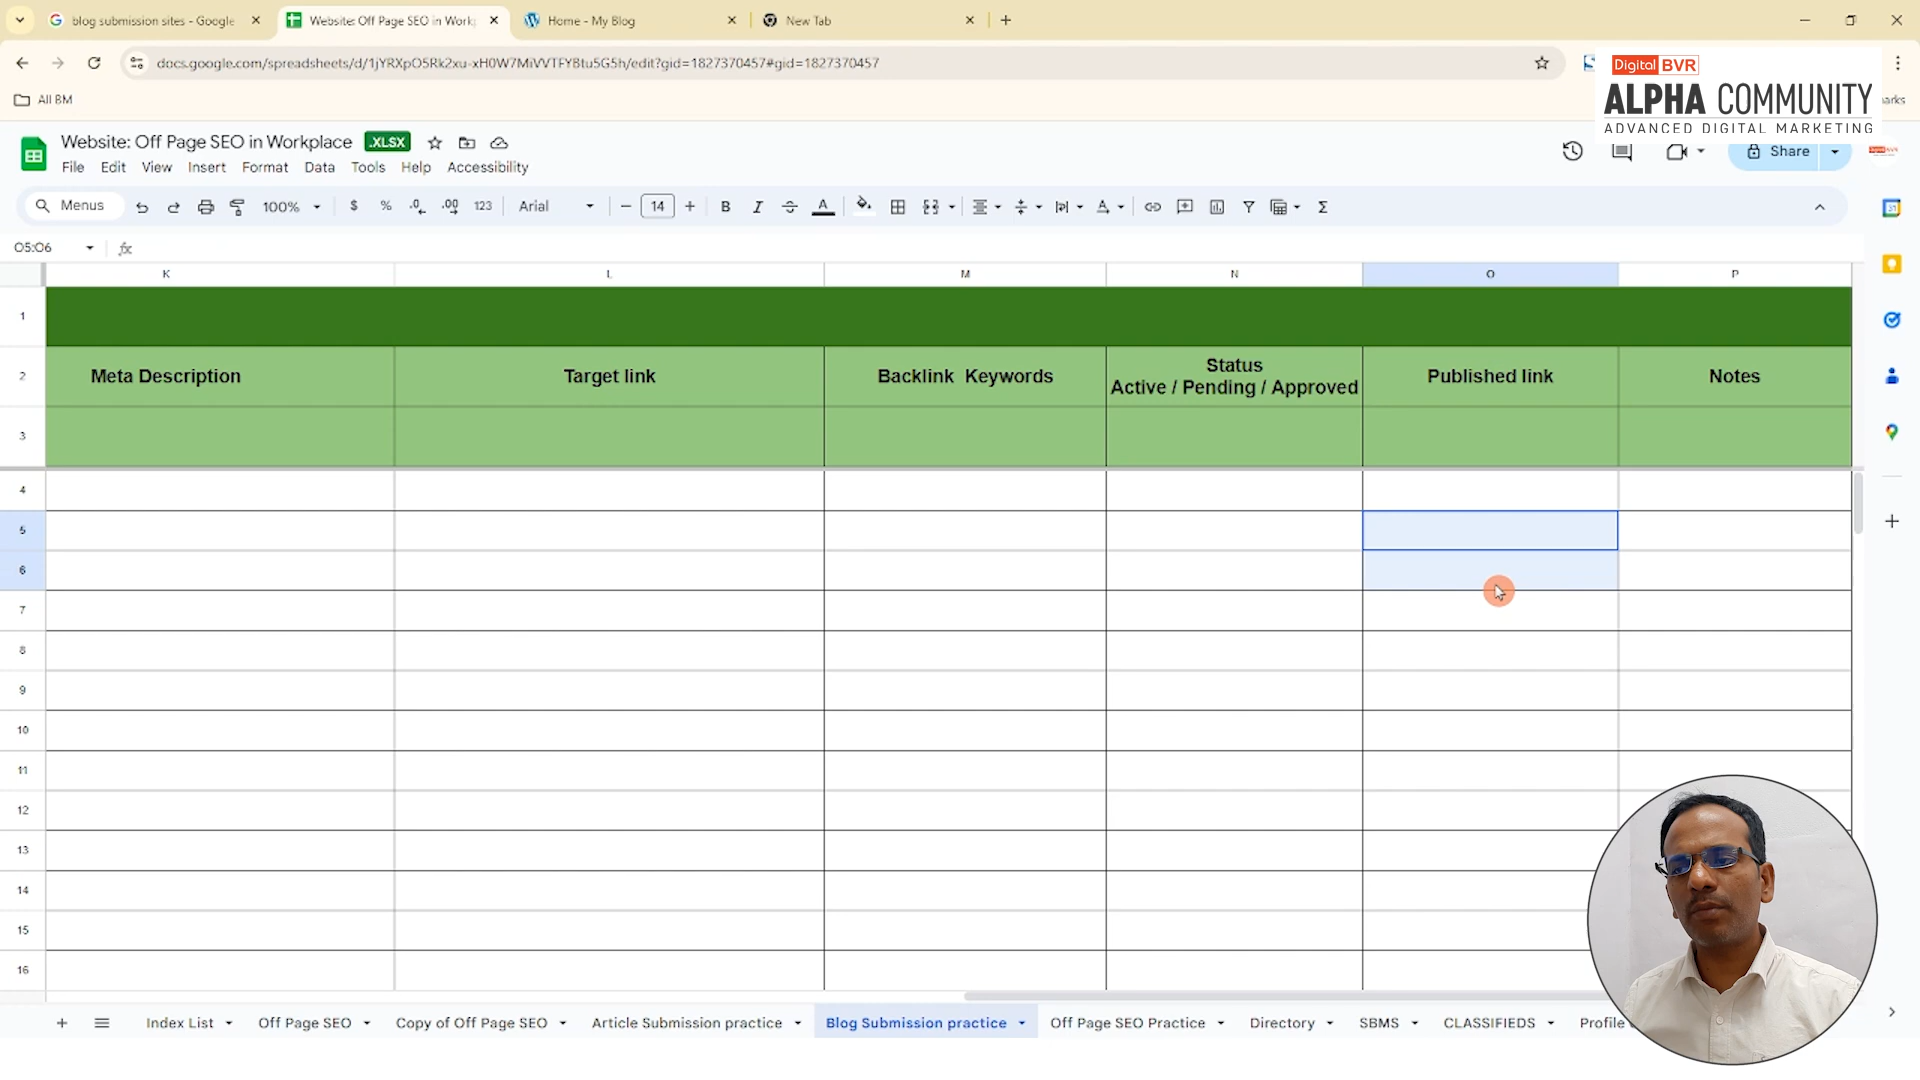 blog submission sites - Google
Website: Off Page SEO in Work
Home - My Blog
New Tab
docs.google.com/spreadsheets/d/1jYRXpO5Rk2xu-xH0W7MiVVTFYBtu5G5h/edit?gid=1827370457#gid=1827370457
All BM
Digital BVR
ALPHA COMMUNITY
ADVANCED DIGITAL MARKETING
Website: Off Page SEO in Workplace .XLSX
File Edit View Insert Format Data Tools Help Accessibility
Share
Menus 100% $ % .0 .00 123 Arial 14 B I A
O5:O6 fx
K L M N O P
1
2 Meta Description Target link Backlink Keywords Status Active / Pending / Approved Published link Notes
3
4
5
6
7
8
9
10
11
12
13
14
15
16
Index List Off Page SEO Copy of Off Page SEO Article Submission practice Blog Submission practice Off Page SEO Practice Directory SBMS CLASSIFIEDS Profile